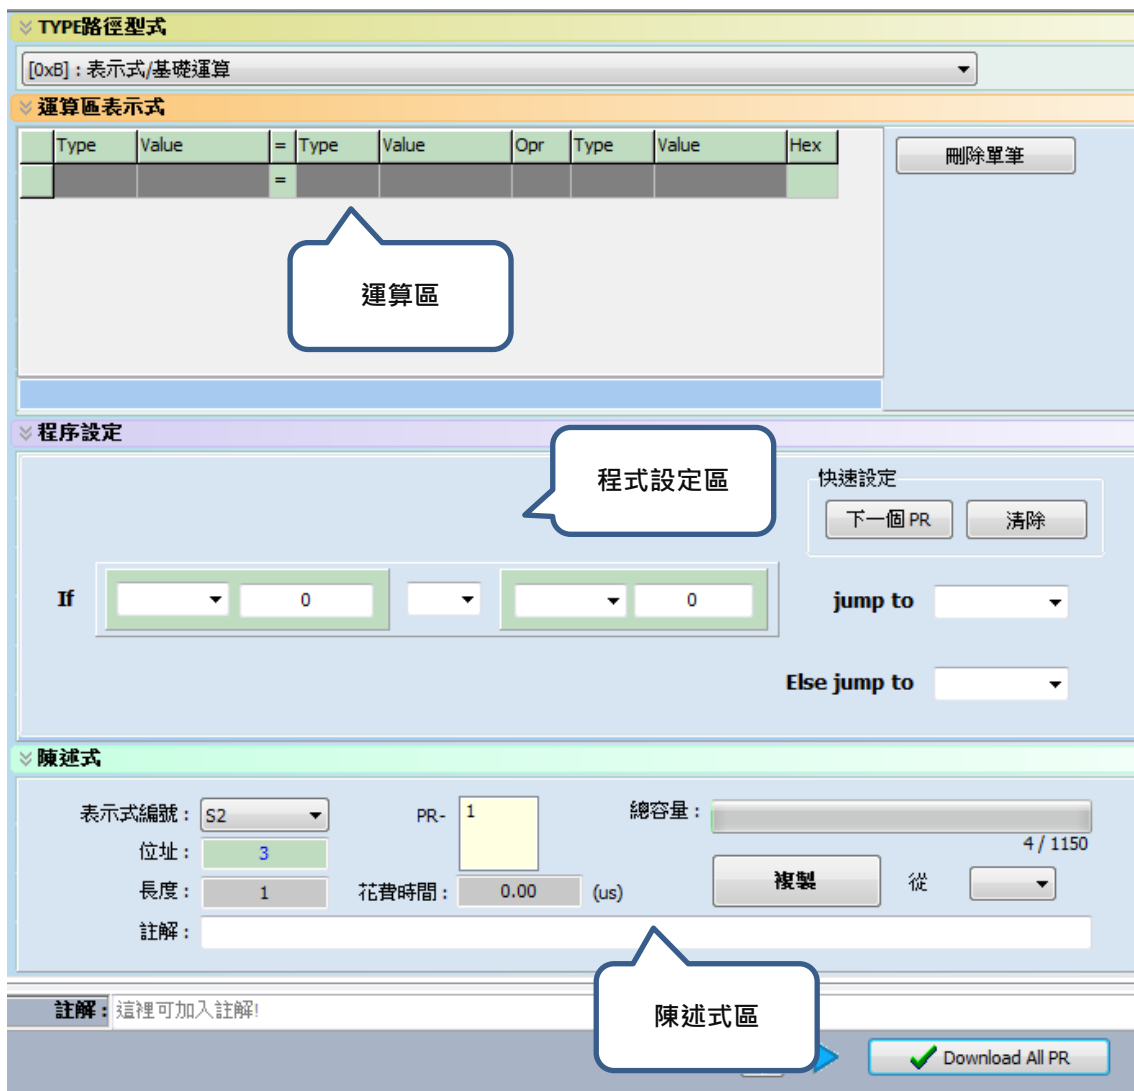 TYPE路徑型式
[0xB] : 表示式/基礎運算
運算區表示式
Type Value = Type Value Opr Type Value Hex
=
刪除單筆
運算區
程序設定
程式設定區
快速設定
下一個 PR 清除
If 0 0 jump to
Else jump to
陳述式
表示式編號 : S2 PR- 1 總容量 :
位址 : 3 4 / 1150
長度 : 1 花費時間 : 0.00 (us) 複製 從
註解 :
陳述式區
註解 : 這裡可加入註解!
Download All PR